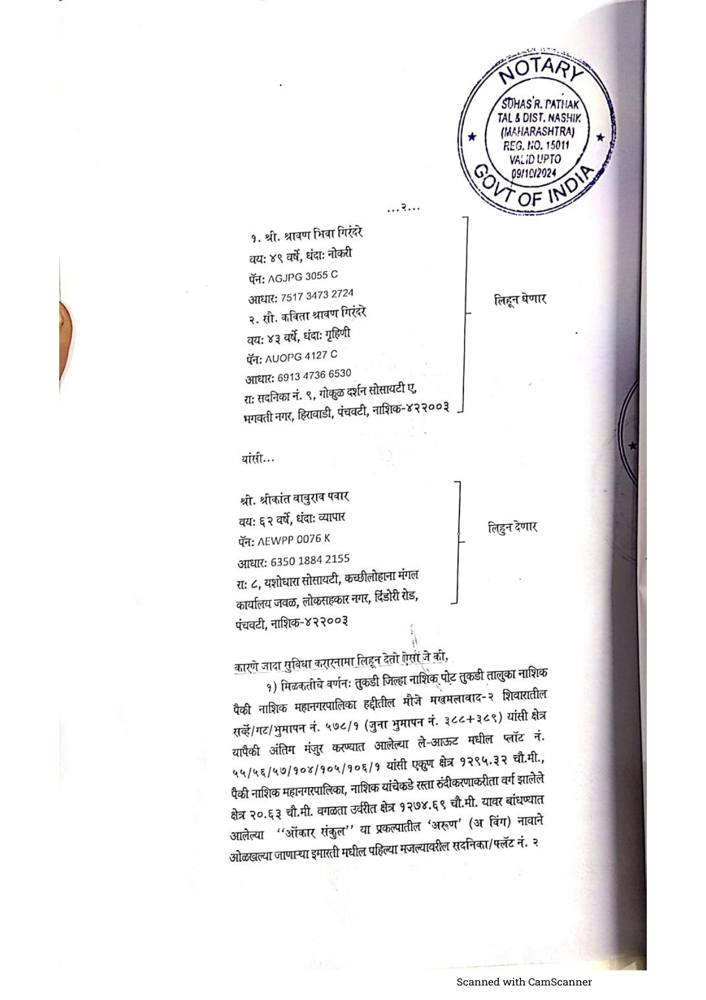 NOTARY
SUHAS R. PATHAK
TAL & DIST. NASHIK
(MAHARASHTRA)
REG. NO. 15011
VALID UPTO
09/10/2024
GOVT OF INDIA
...२...
१. श्री. श्रावण भिवा गिरंदरे
वय: ४९ वर्षे, धंदा: नोकरी
पॅन: AGJPG 3055 C
आधार: 7517 3473 2724
२. सौ. कविता श्रावण गिरंदरे
वय: ४३ वर्षे, धंदा: गृहिणी
पॅन: AUOPG 4127 C
आधार: 6913 4736 6530
रा: सदनिका नं. ९, गोकुळ दर्शन सोसायटी ए,
भगवती नगर, हिरावाडी, पंचवटी, नाशिक-४२२००३
लिहून घेणार
यांसी...
श्री. श्रीकांत बाबुराव पवार
वय: ६२ वर्षे, धंदा: व्यापार
पॅन: AEWPP 0076 K
आधार: 6350 1884 2155
रा: ८, यशोधारा सोसायटी, कच्छीलोहाना मंगल
कार्यालय जवळ, लोकसहकार नगर, दिंडोरी रोड,
पंचवटी, नाशिक-४२२००३
लिहुन देणार
कारणे जादा सुविधा करारनामा लिहून देतो ऐसा जे की,
१) मिळकतीचे वर्णन: तुकडी जिल्हा नाशिक पोट तुकडी तालुका नाशिक
पैकी नाशिक महानगरपालिका हद्दीतील मौजे मखमलाबाद-२ शिवारातील
सर्व्हे/गट/भुमापन नं. ५७८/१ (जुना भुमापन नं. ३८८+३८९) यांसी क्षेत्र
यापैकी अंतिम मंजुर करण्यात आलेल्या ले-आऊट मधील प्लॉट नं.
५५/५६/५७/१०४/१०५/१०६/१ यांसी एकुण क्षेत्र १२९५.३२ चौ.मी.,
पैकी नाशिक महानगरपालिका, नाशिक यांचेकडे रस्ता रुंदीकरणाकरीता वर्ग झालेले
क्षेत्र २०.६३ चौ.मी. वगळता उर्वरीत क्षेत्र १२७४.६९ चौ.मी. यावर बांधण्यात
आलेल्या ‘‘ओंकार संकुल’’ या प्रकल्पातील ‘अरूण’ (अ विंग) नावाने
ओळखल्या जाणाऱ्या इमारती मधील पहिल्या मजल्यावरील सदनिका/फ्लॅट नं. २
Scanned with CamScanner